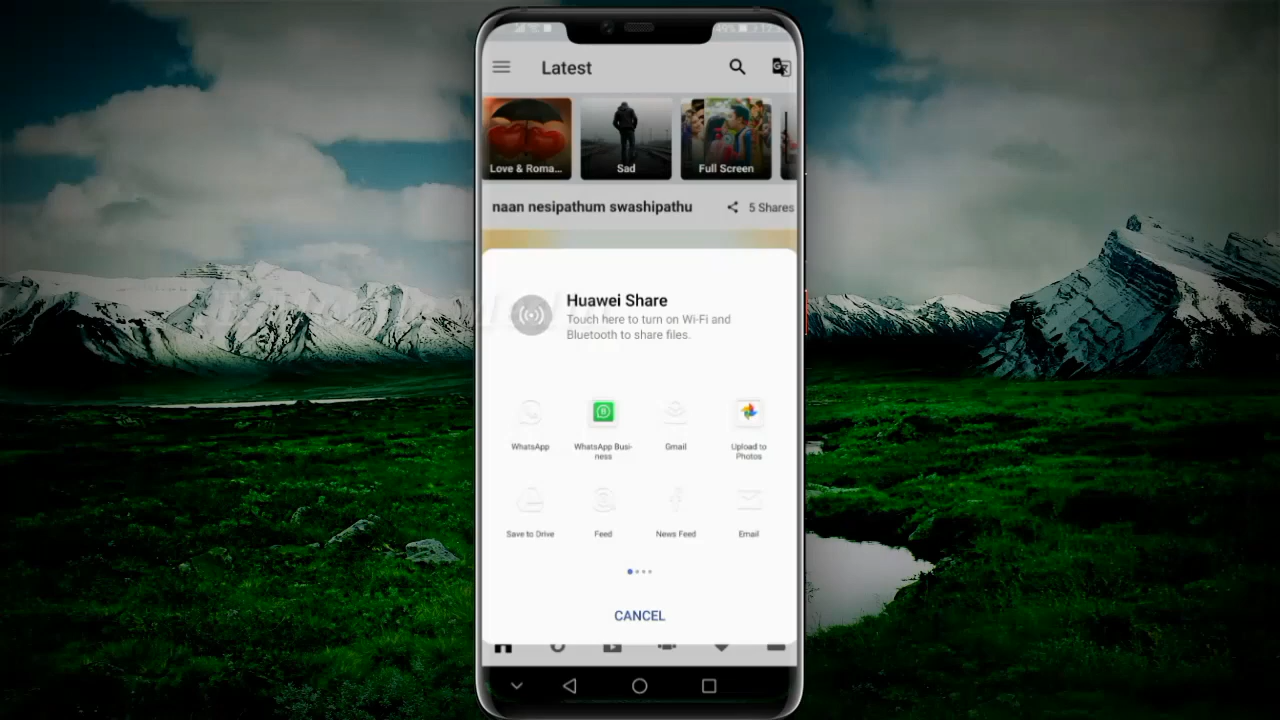 Latest
Love & Roma...
Sad
Full Screen
naan nesipathum swashipathu
5 Shares
Huawei Share
Touch here to turn on Wi-Fi and
Bluetooth to share files.
WhatsApp
WhatsApp Busi-
ness
Gmail
Upload to
Photos
Save to Drive
Feed
News Feed
Email
CANCEL